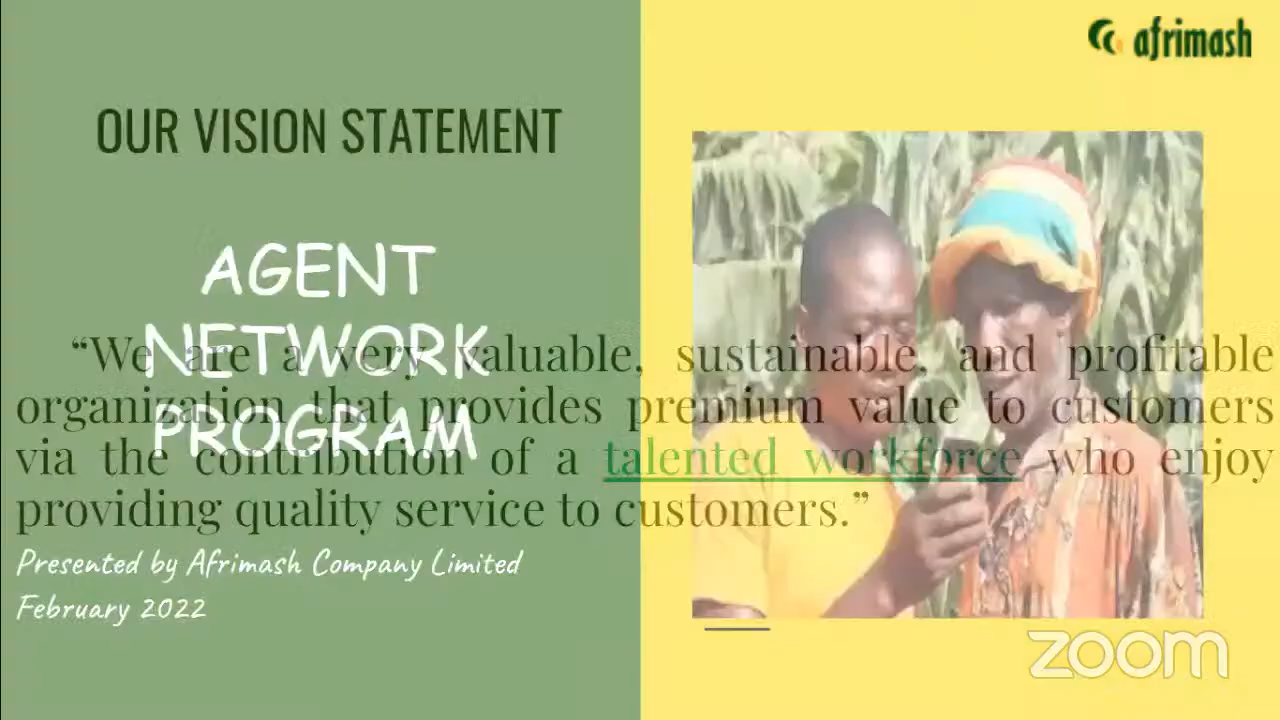 afrimash
OUR VISION STATEMENT
AGENT
NETWORK
PROGRAM
“We are a very valuable, sustainable, and profitable
organization that provides premium value to customers
via the contribution of a talented workforce who enjoy
providing quality service to customers.”
Presented by Afrimash Company Limited
February 2022
zoom